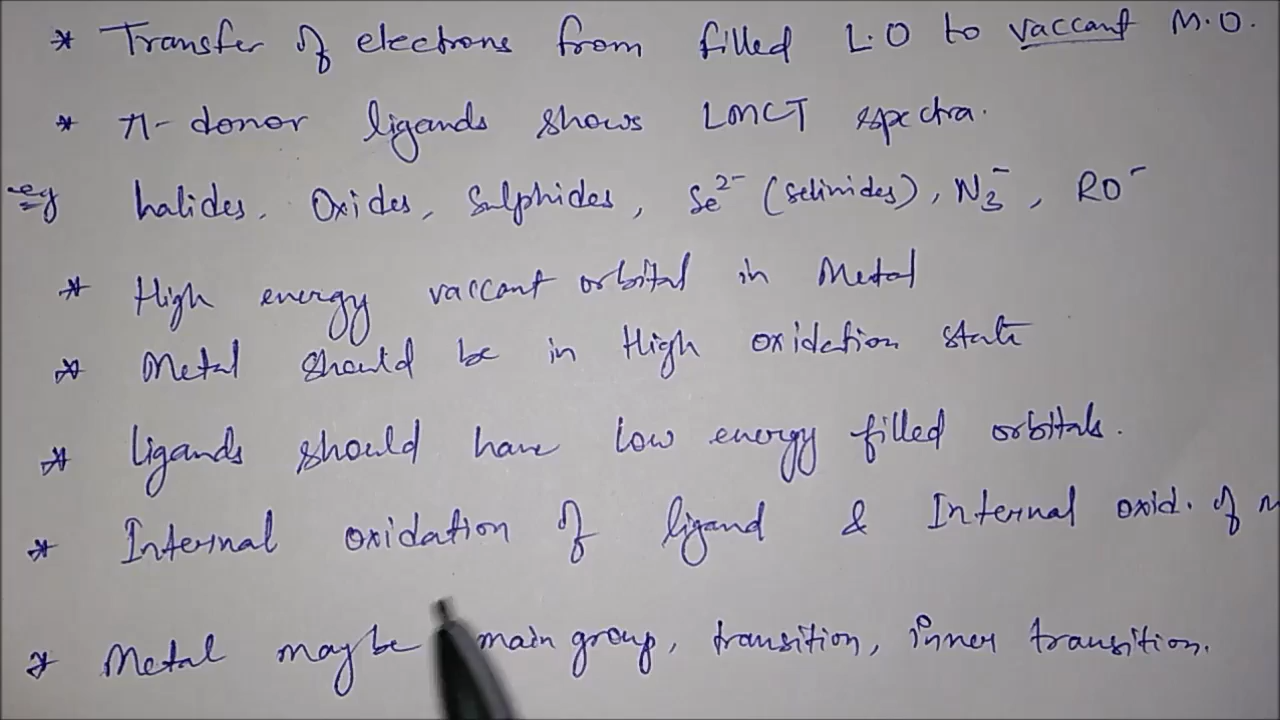 * Transfer of electrons from filled L.O to vaccant M.O.
* π-donor ligands shows LMCT spectra.
eg halides, Oxides, Sulphides, Se²⁻ (Selinides), N₃⁻, RO⁻
* High energy vaccant orbital in Metal
* Metal should be in High oxidation state
* Ligands should have low energy filled orbitals.
* Internal oxidation of ligand & Internal oxid. of M
* Metal maybe main group, transition, inner transition.